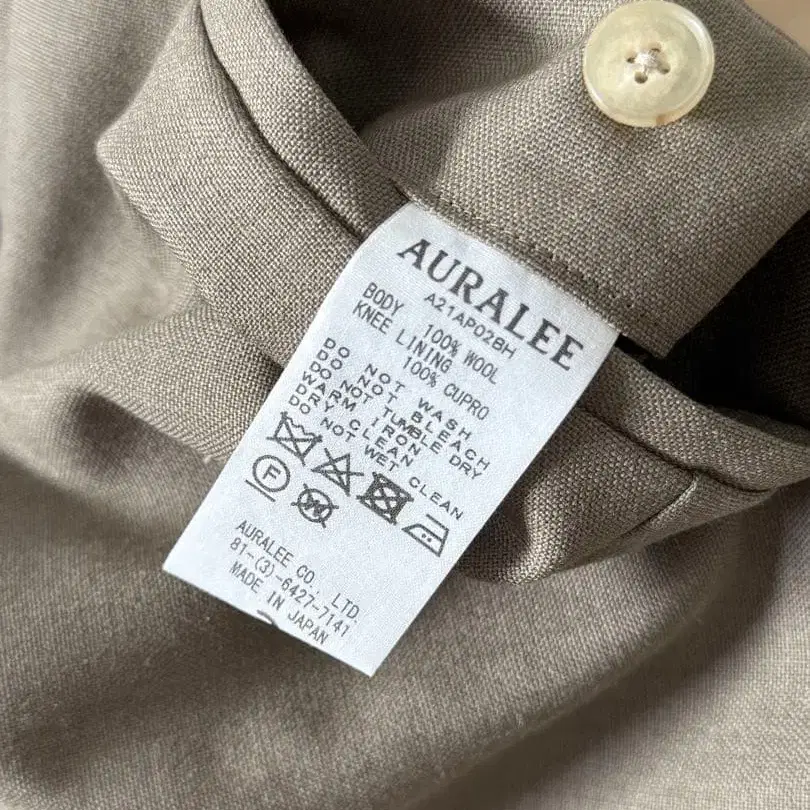 AURALEE
A21AP02BH
BODY 100% WOOL
KNEE LINING 100% CUPRO
DO NOT WASH
DO NOT BLEACH
DO NOT TUMBLE DRY
WARM IRON
DRY CLEAN
DO NOT WET CLEAN
F
W
AURALEE CO., LTD.
81-(3)-6427-7141
MADE IN JAPAN